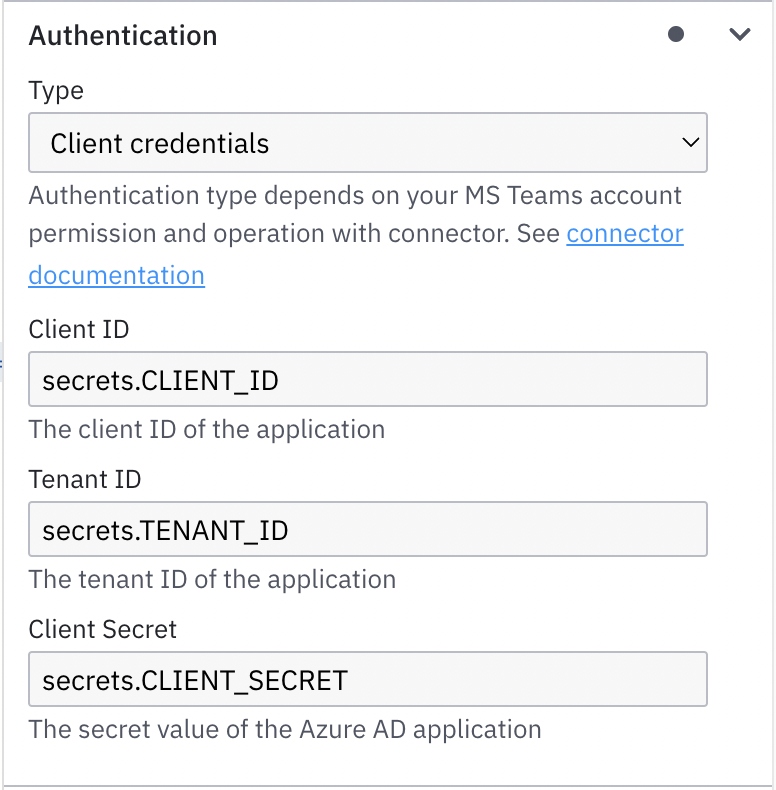 Authentication
Type
Client credentials
Authentication type depends on your MS Teams account
permission and operation with connector. See connector
documentation
Client ID
secrets.CLIENT_ID
The client ID of the application
Tenant ID
secrets.TENANT_ID
The tenant ID of the application
Client Secret
secrets.CLIENT_SECRET
The secret value of the Azure AD application